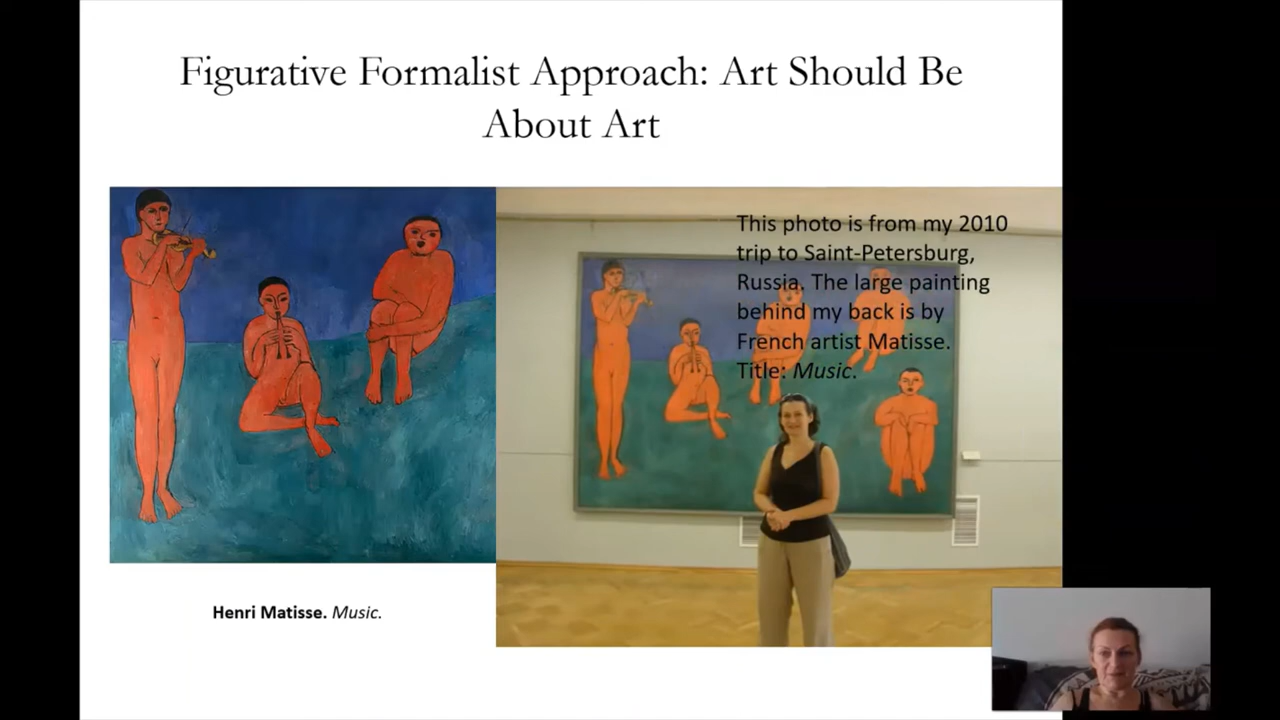 Figurative Formalist Approach: Art Should Be
About Art
This photo is from my 2010
trip to Saint-Petersburg,
Russia. The large painting
behind my back is by
French artist Matisse.
Title: Music.
Henri Matisse. Music.